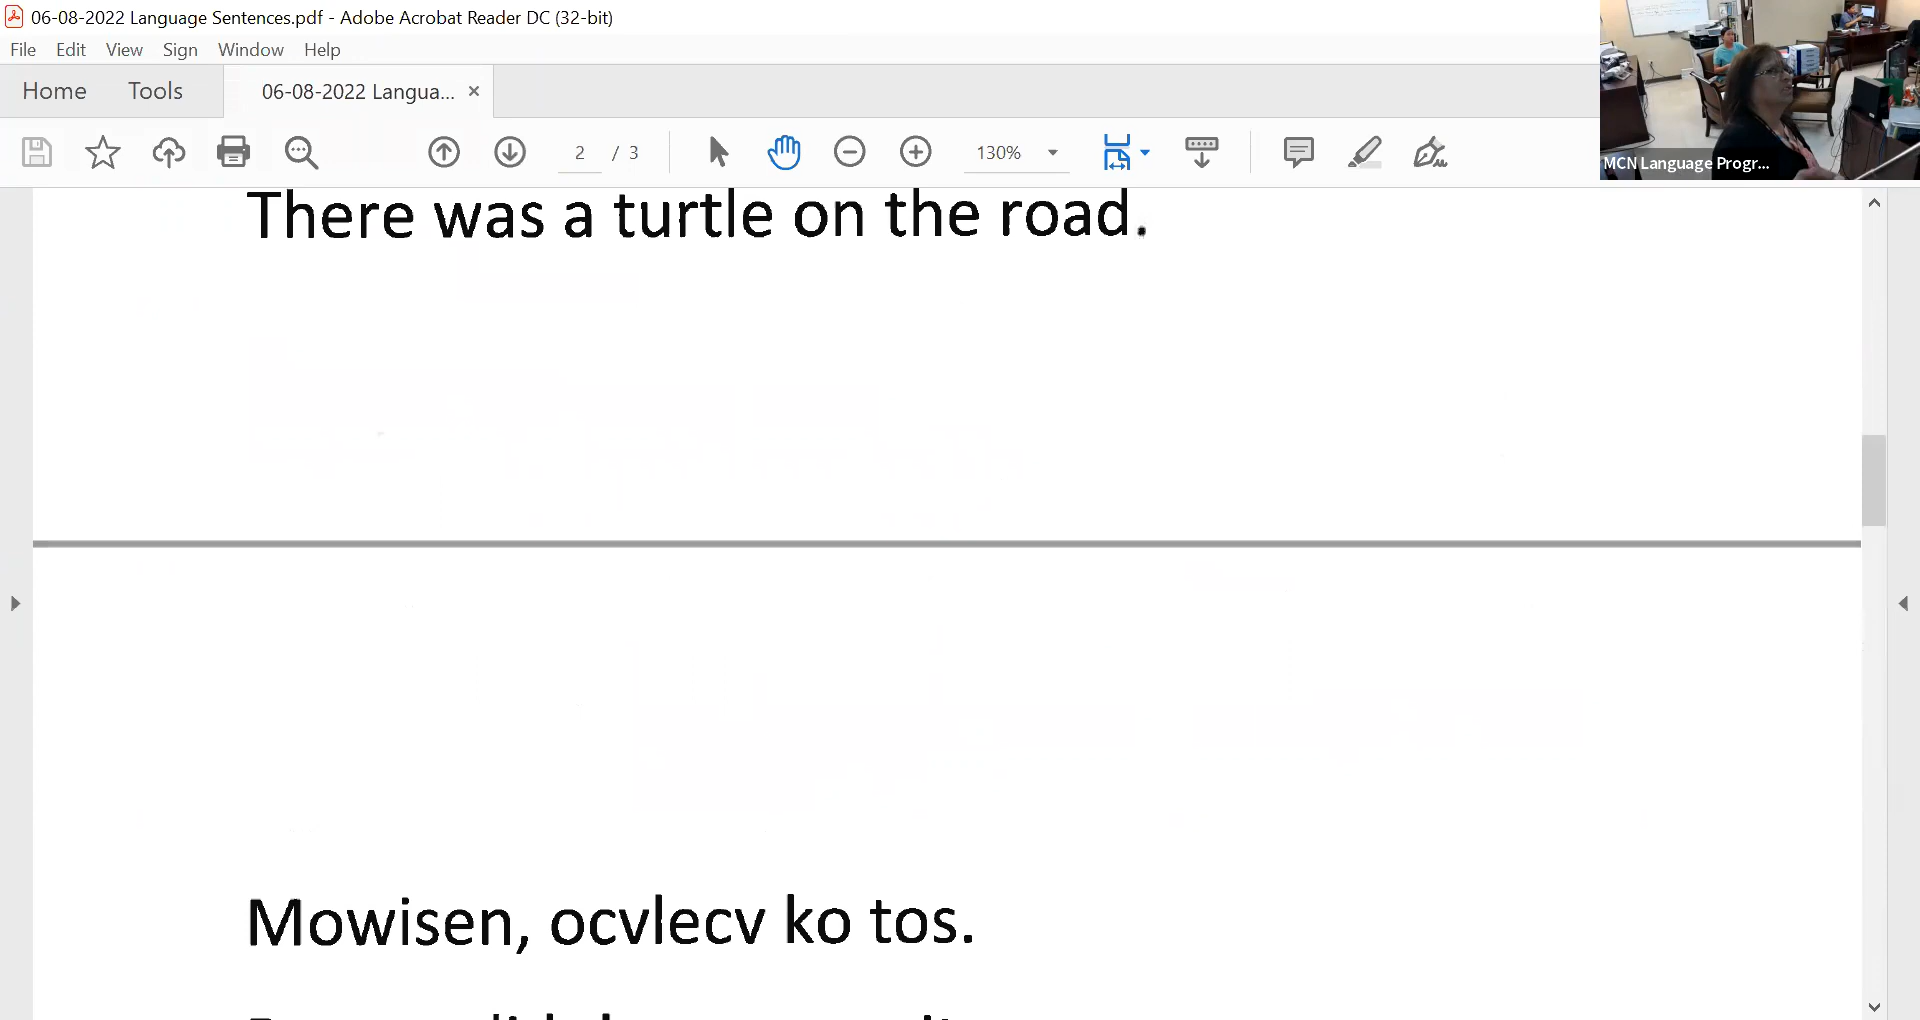 06-08-2022 Language Sentences.pdf - Adobe Acrobat Reader DC (32-bit)
File Edit View Sign Window Help
Home Tools 06-08-2022 Langua... ×
2 / 3 130%
MCN Language Progr...
There was a turtle on the road.
Mowisen, ocvlecv ko tos.